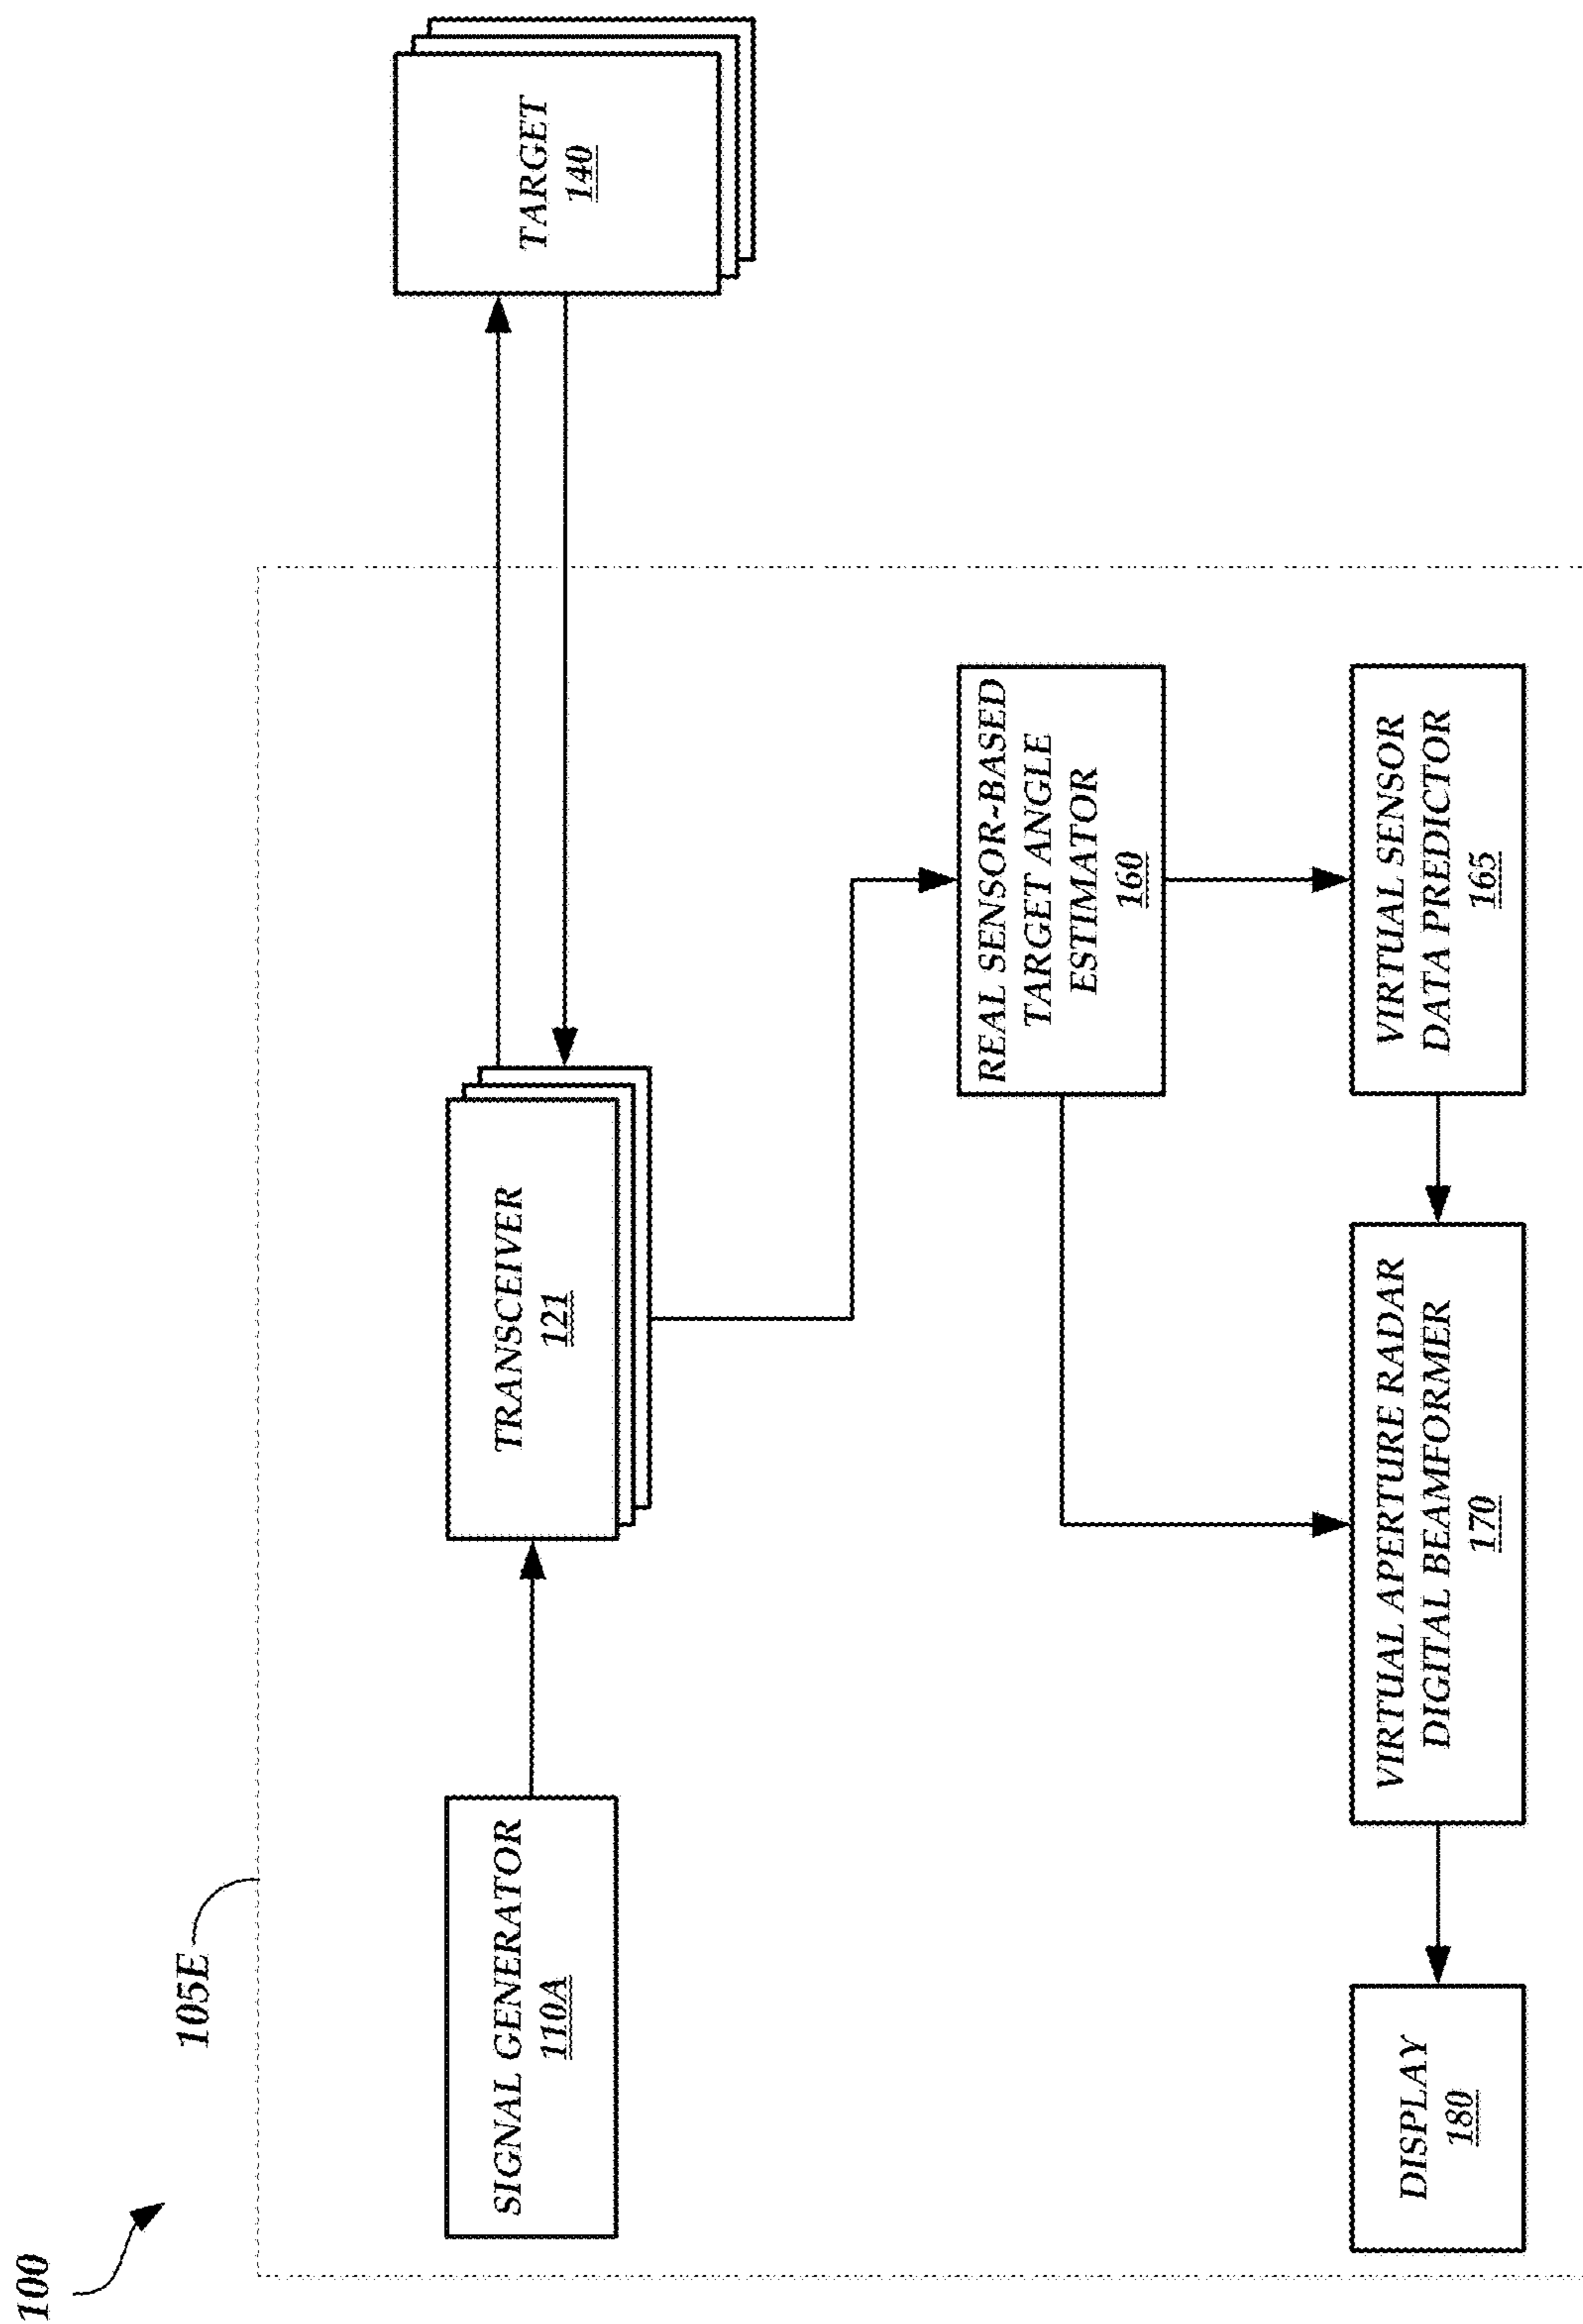 100
105E
SIGNAL GENERATOR
110A
TRANSCEIVER
121
TARGET
140
REAL SENSOR-BASED
TARGET ANGLE
ESTIMATOR
160
DISPLAY
180
VIRTUAL APERTURE RADAR
DIGITAL BEAMFORMER
170
VIRTUAL SENSOR
DATA PREDICTOR
165